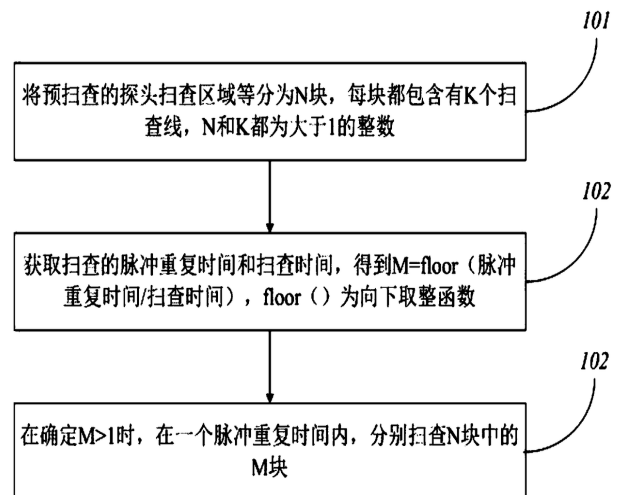 101
将预扫查的探头扫查区域等分为N块，每块都包含有K个扫
查线，N和K都为大于1的整数
102
获取扫查的脉冲重复时间和扫查时间，得到M=floor（脉冲
重复时间/扫查时间），floor（）为向下取整函数
102
在确定M>1时，在一个脉冲重复时间内，分别扫查N块中的
M块